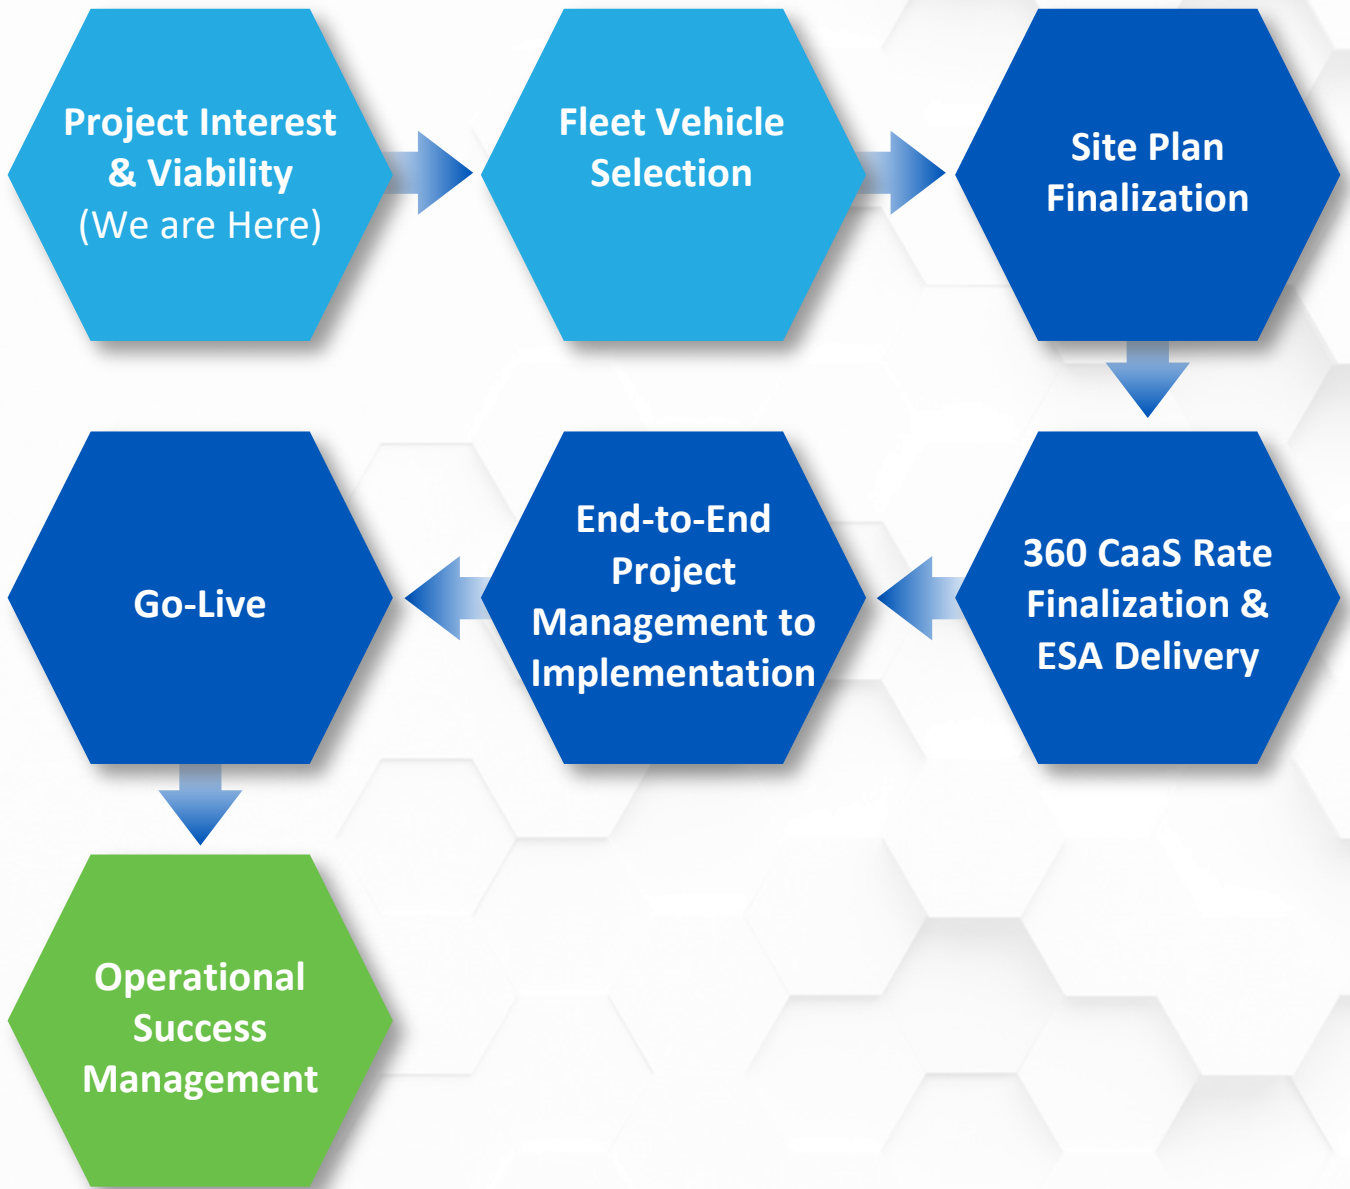 Project Interest
& Viability
(We are Here)
Fleet Vehicle
Selection
Site Plan
Finalization
360 CaaS Rate
Finalization &
ESA Delivery
End-to-End
Project
Management to
Implementation
Go-Live
Operational
Success
Management